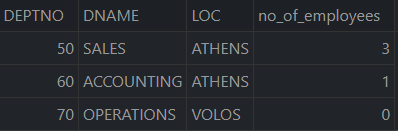 DEPTNO DNAME LOC no_of_employees
50 SALES ATHENS 3
60 ACCOUNTING ATHENS 1
70 OPERATIONS VOLOS 0